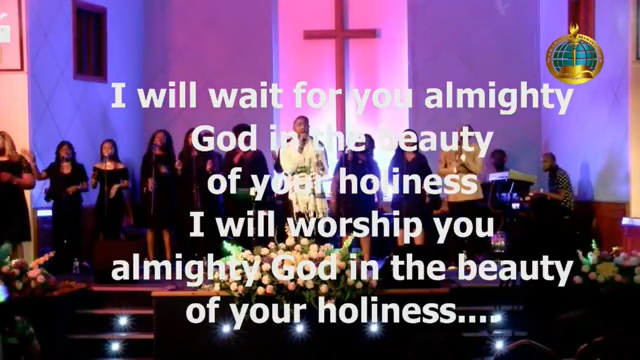 I will wait for you almighty
God in the beauty
of your holiness
I will worship you
almighty God in the beauty
of your holiness....